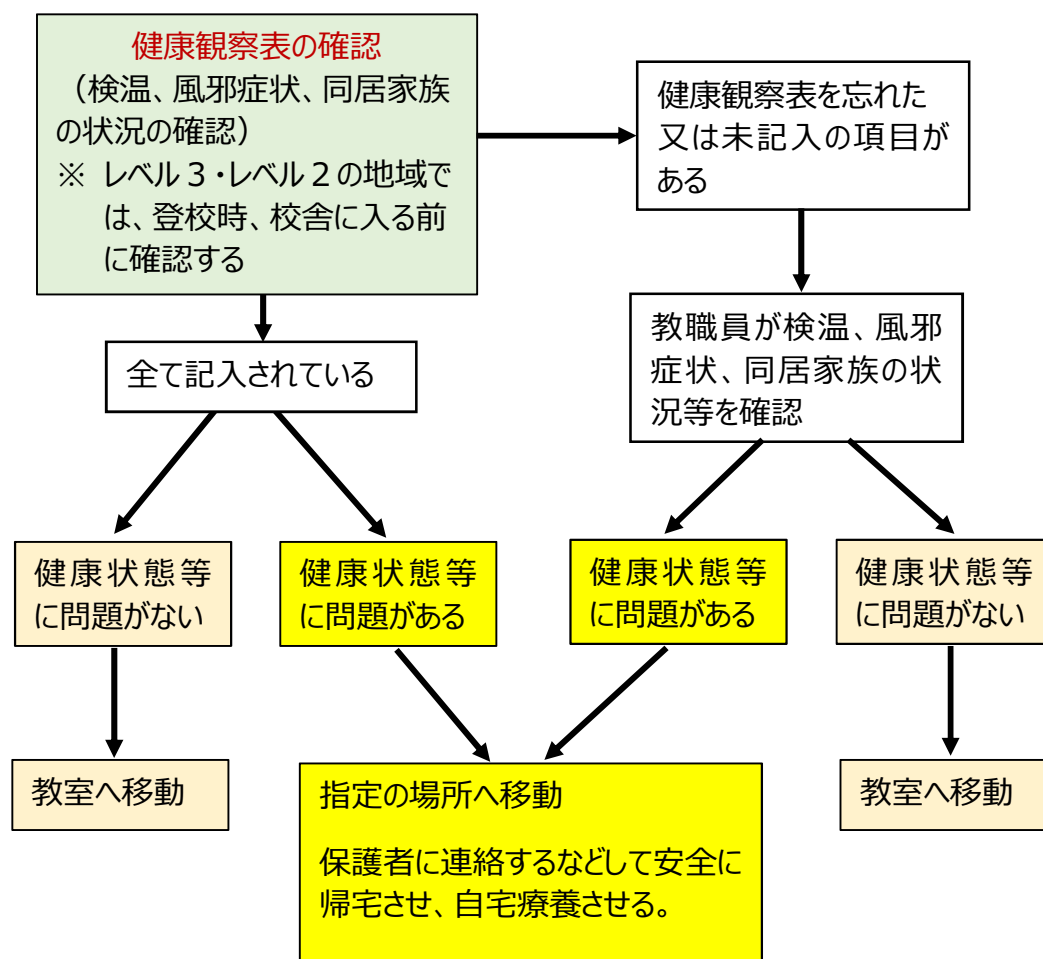 健康観察表の確認
（検温、風邪症状、同居家族
の状況の確認）
※ レベル３・レベル２の地域で
は、登校時、校舎に入る前
に確認する
健康観察表を忘れた
又は未記入の項目が
ある
全て記入されている
教職員が検温、風邪
症状、同居家族の状
況等を確認
健康状態等
に問題がない
健康状態等
に問題がある
健康状態等
に問題がある
健康状態等
に問題がない
教室へ移動
指定の場所へ移動
保護者に連絡するなどして安全に
帰宅させ、自宅療養させる。
教室へ移動